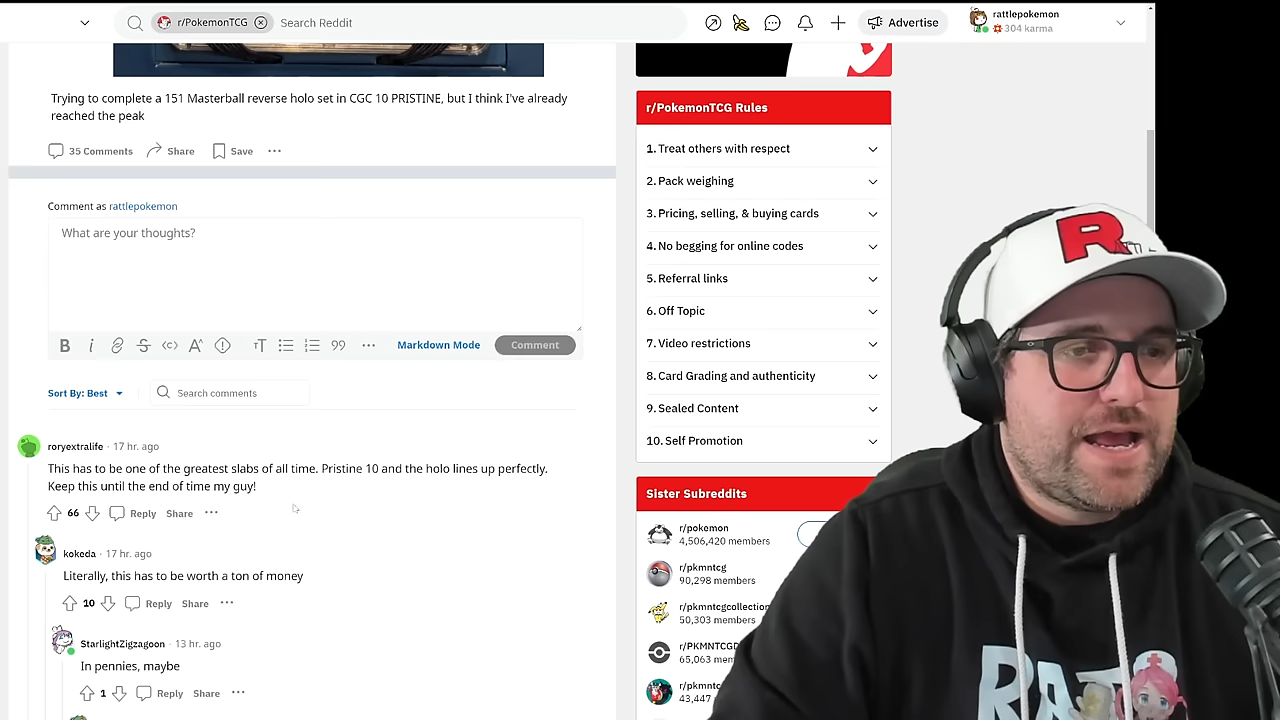 r/PokemonTCG
Search Reddit
Advertise
rattlepokemon
304 karma
Trying to complete a 151 Masterball reverse holo set in CGC 10 PRISTINE, but I think I've already
reached the peak
35 Comments
Share
Save
Comment as rattlepokemon
What are your thoughts?
Markdown Mode
Comment
Sort By: Best
Search comments
roryextralife · 17 hr. ago
This has to be one of the greatest slabs of all time. Pristine 10 and the holo lines up perfectly.
Keep this until the end of time my guy!
66
Reply
Share
kokeda · 17 hr. ago
Literally, this has to be worth a ton of money
10
Reply
Share
StarlightZigzagoon · 13 hr. ago
In pennies, maybe
1
Reply
Share
r/PokemonTCG Rules
1. Treat others with respect
2. Pack weighing
3. Pricing, selling, & buying cards
4. No begging for online codes
5. Referral links
6. Off Topic
7. Video restrictions
8. Card Grading and authenticity
9. Sealed Content
10. Self Promotion
Sister Subreddits
r/pokemon
4,506,420 members
r/pkmntcg
90,298 members
r/pkmntcgcollection
50,303 members
r/PKMNTCGD
65,063 mem
r/pkmntc
43,447
R
RAT